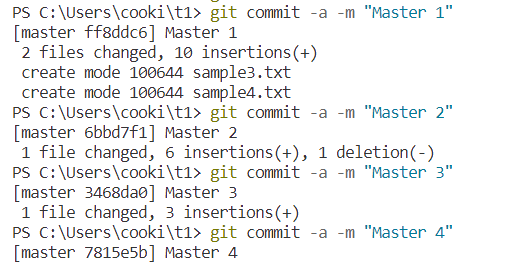 PS C:\Users\cooki\t1> git commit -a -m "Master 1"
[master ff8ddc6] Master 1
 2 files changed, 10 insertions(+)
 create mode 100644 sample3.txt
 create mode 100644 sample4.txt
PS C:\Users\cooki\t1> git commit -a -m "Master 2"
[master 6bbd7f1] Master 2
 1 file changed, 6 insertions(+), 1 deletion(-)
PS C:\Users\cooki\t1> git commit -a -m "Master 3"
[master 3468da0] Master 3
 1 file changed, 3 insertions(+)
PS C:\Users\cooki\t1> git commit -a -m "Master 4"
[master 7815e5b] Master 4